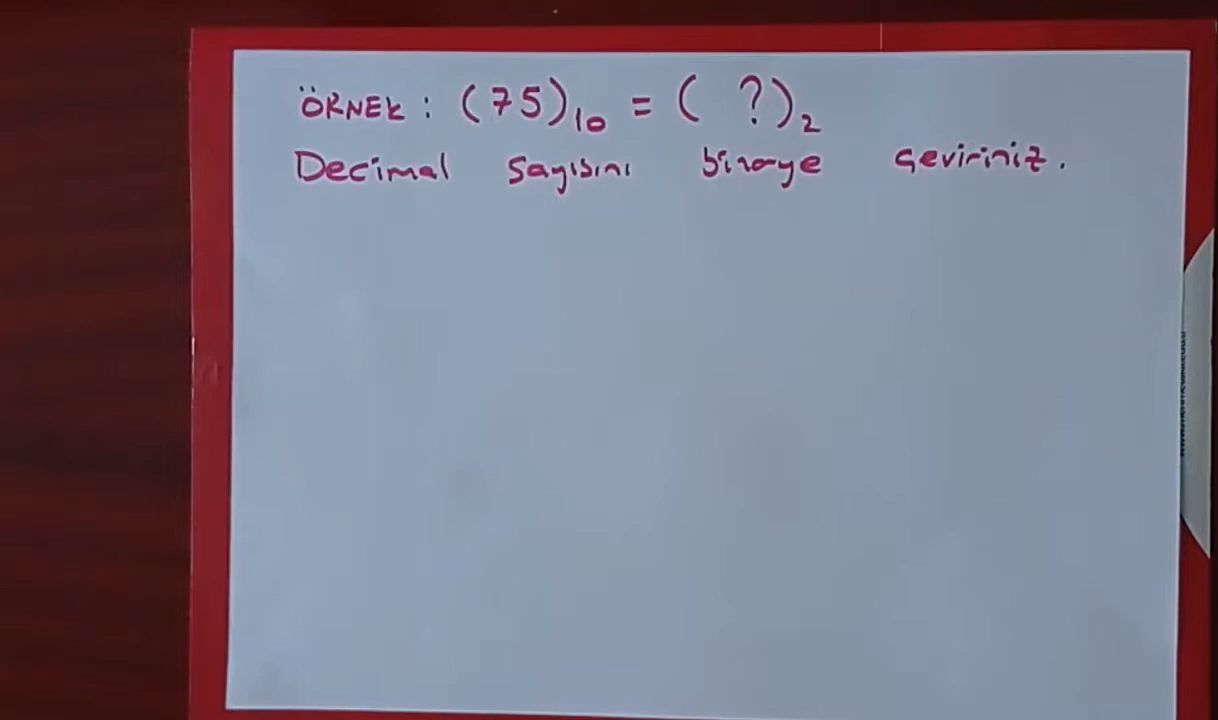 ÖRNEK : (75)₁₀ = ( ?)₂
Decimal sayısını binarye çeviriniz.